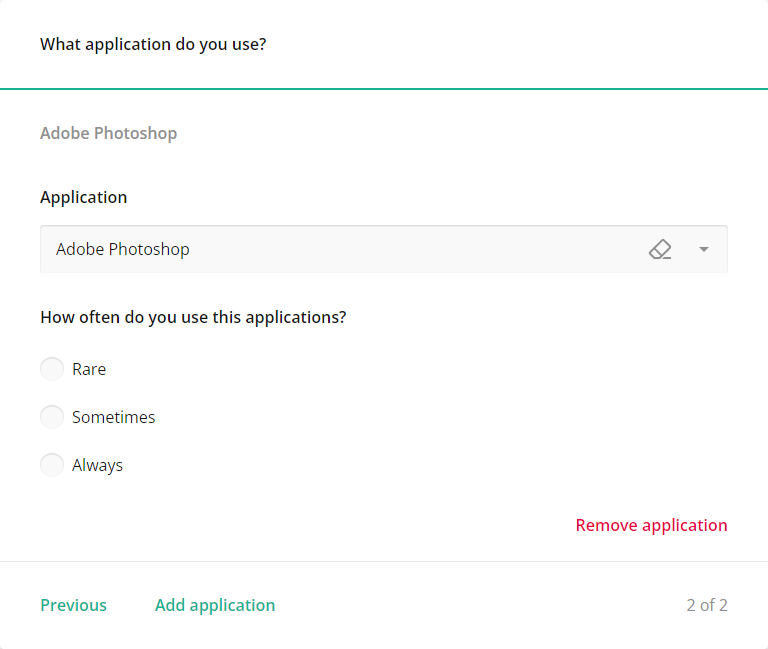 What application do you use?
Adobe Photoshop
Application
Adobe Photoshop
How often do you use this applications?
Rare
Sometimes
Always
Remove application
Previous Add application 2 of 2